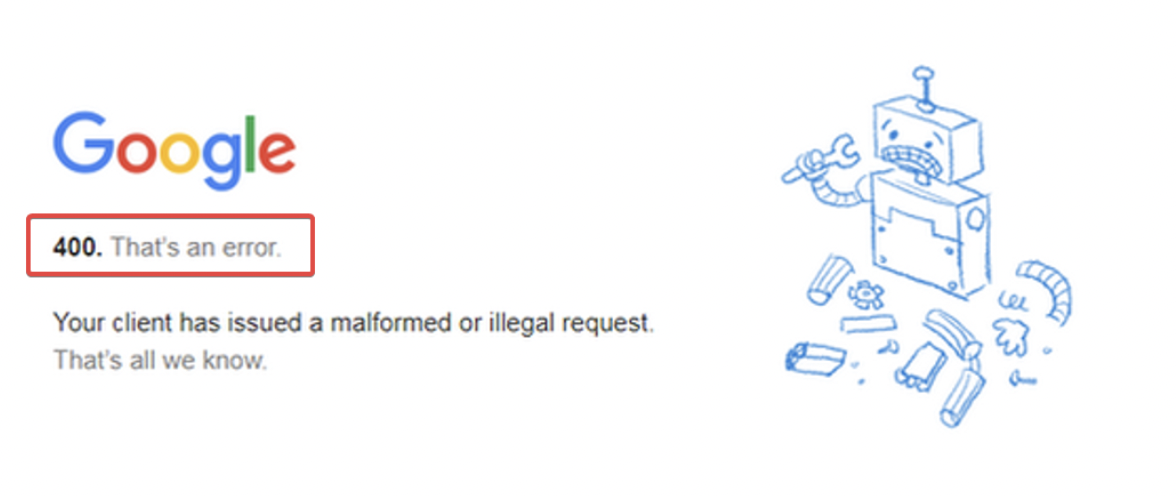 Google
400. That's an error.
Your client has issued a malformed or illegal request.
That's all we know.